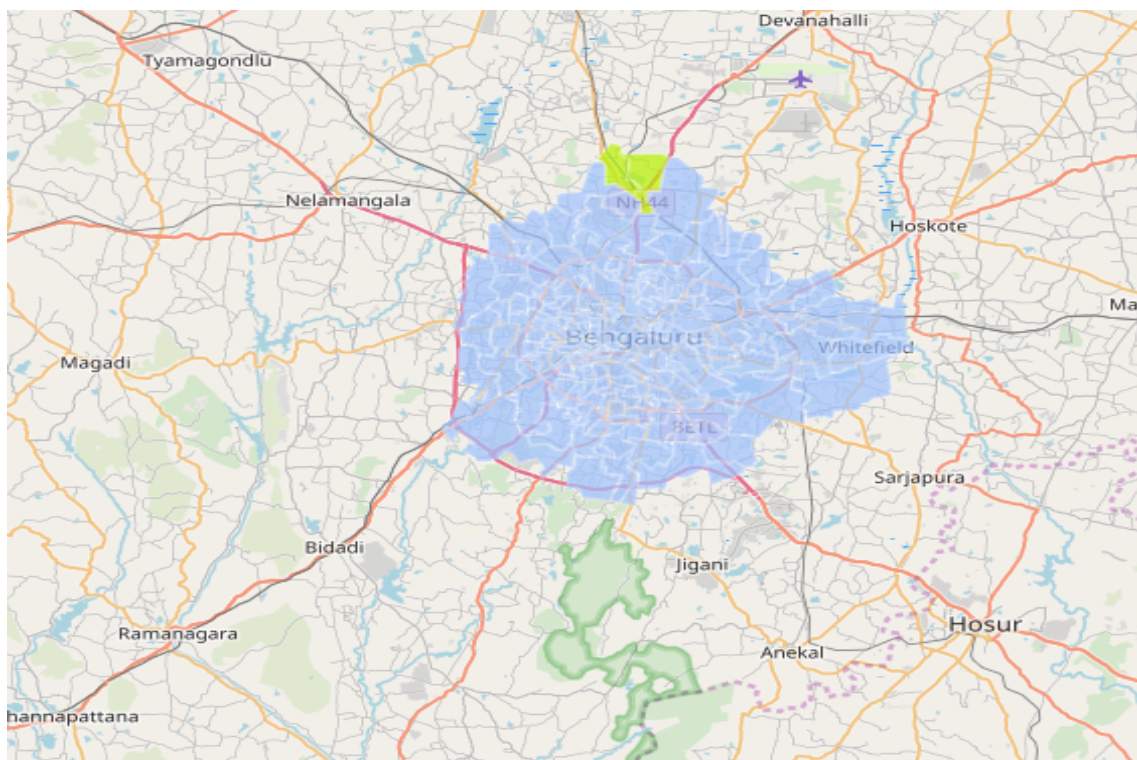 Devanahalli
Tyamagondlu
Nelamangala
NH44
Hoskote
Ma
Bengaluru
Whitefield
Magadi
BETL
Sarjapura
Bidadi
Jigani
Hosur
Ramanagara
Anekal
hannapattana